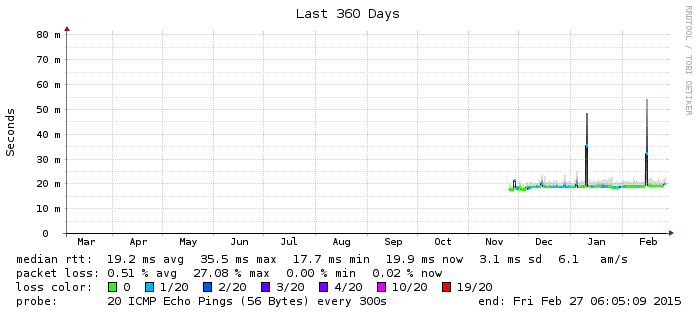 Last 360 Days
RRDTOOL / TOBI OETIKER
Seconds
80 m
70 m
60 m
50 m
40 m
30 m
20 m
10 m
0
Mar Apr May Jun Jul Aug Sep Oct Nov Dec Jan Feb
median rtt: 19.2 ms avg 35.5 ms max 17.7 ms min 19.9 ms now 3.1 ms sd 6.1 am/s
packet loss: 0.51 % avg 27.08 % max 0.00 % min 0.02 % now
loss color: 0 1/20 2/20 3/20 4/20 10/20 19/20
probe: 20 ICMP Echo Pings (56 Bytes) every 300s end: Fri Feb 27 06:05:09 2015